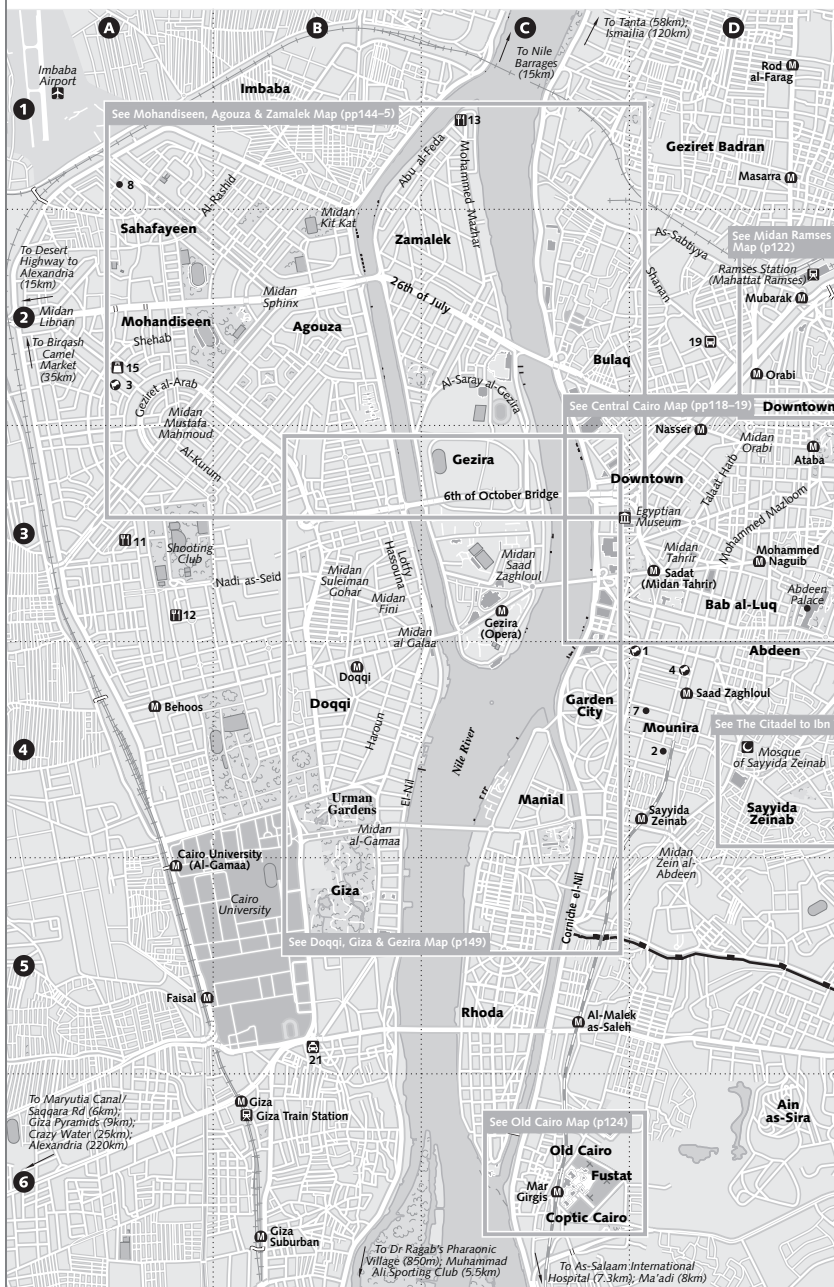 A
B
C
D
To Tanta (58km);
Ismailia (120km)
To Nile
Barrages
(15km)
Imbaba
Airport
Rod
al-Farag
Imbaba
1
See Mohandiseen, Agouza & Zamalek Map (pp144–5)
13
Abu al-Feda
Mohammed Mazhar
Geziret Badran
Masarra
8
Al-Rashid
Midan
Kit Kat
Sahafayeen
Zamalek
As-Sabtiyya
See Midan Ramses
Map (p122)
To Desert
Highway to
Alexandria
(15km)
Shanan
Ramses Station
(Mahattat Ramses)
Midan
Sphinx
26th of July
Mubarak
2
Midan
Libnan
Mohandiseen
Agouza
Shehab
19
To Birqash
Camel
Market
(35km)
Bulaq
15
3
Geziret al-Arab
Al-Saray al-Gezira
Orabi
See Central Cairo Map (pp118–19)
Downtown
Midan
Mustafa
Mahmoud
Nasser
Midan
Orabi
Al-Kurum
Gezira
Ataba
Downtown
Talaat Harb
6th of October Bridge
Egyptian
Museum
Mohammed Mazloom
3
11
Shooting
Club
Lotfy
Hassouna
Midan
Saad
Zaghloul
Midan
Tahrir
Mohammed
Naguib
Nadi as-Seid
Midan
Suleiman
Gohar
Sadat
(Midan Tahrir)
Midan
Fini
Abdeen
Palace
12
Gezira
(Opera)
Bab al-Luq
Midan
al Galaa
1
Abdeen
Doqqi
4
Saad Zaghloul
Behoos
Doqqi
Garden
City
7
Mounira
See The Citadel to Ibn
4
Haroun
Nile River
2
Mosque
of Sayyida Zeinab
El-Nil
Urman
Gardens
Manial
Sayyida
Zeinab
Sayyida
Zeinab
Midan
al-Gamaa
Cairo University
(Al-Gamaa)
Midan
Zein al-
Abdeen
Cairo
University
Giza
Corniche el-Nil
See Doqqi, Giza & Gezira Map (p149)
5
Faisal
Rhoda
Al-Malek
as-Saleh
21
To Maryutia Canal/
Saqqara Rd (6km);
Giza Pyramids (9km);
Crazy Water (25km);
Alexandria (220km)
Giza
Giza Train Station
Ain
as-Sira
See Old Cairo Map (p124)
Old Cairo
Fustat
6
Mar
Girgis
Coptic Cairo
Giza
Suburban
To Dr Ragab's Pharaonic
Village (850m); Muhammad
Ali Sporting Club (5.5km)
To As-Salaam International
Hospital (7.3km); Ma'adi (8km)